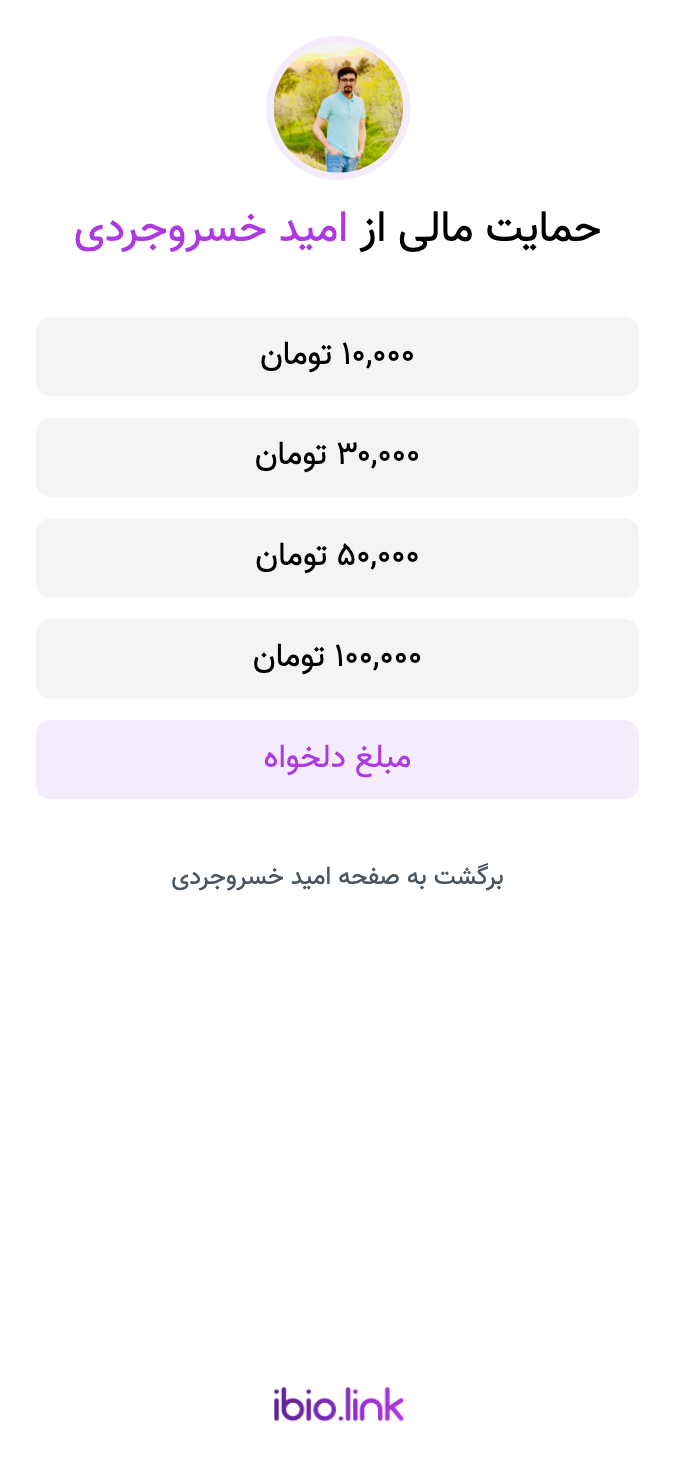 حمایت مالی از امید خسروجردی
۱۰,۰۰۰ تومان
۳۰,۰۰۰ تومان
۵۰,۰۰۰ تومان
۱۰۰,۰۰۰ تومان
مبلغ دلخواه
برگشت به صفحه امید خسروجردی
ibio.link